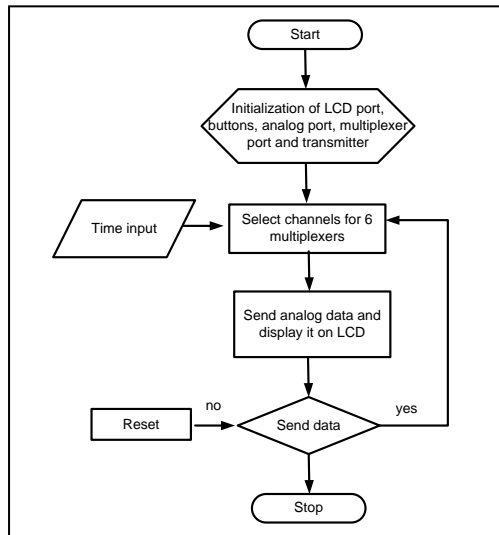 Start
Initialization of LCD port,
buttons, analog port, multiplexer
port and transmitter
Time input
Select channels for 6
multiplexers
Send analog data and
display it on LCD
no
yes
Reset
Send data
Stop